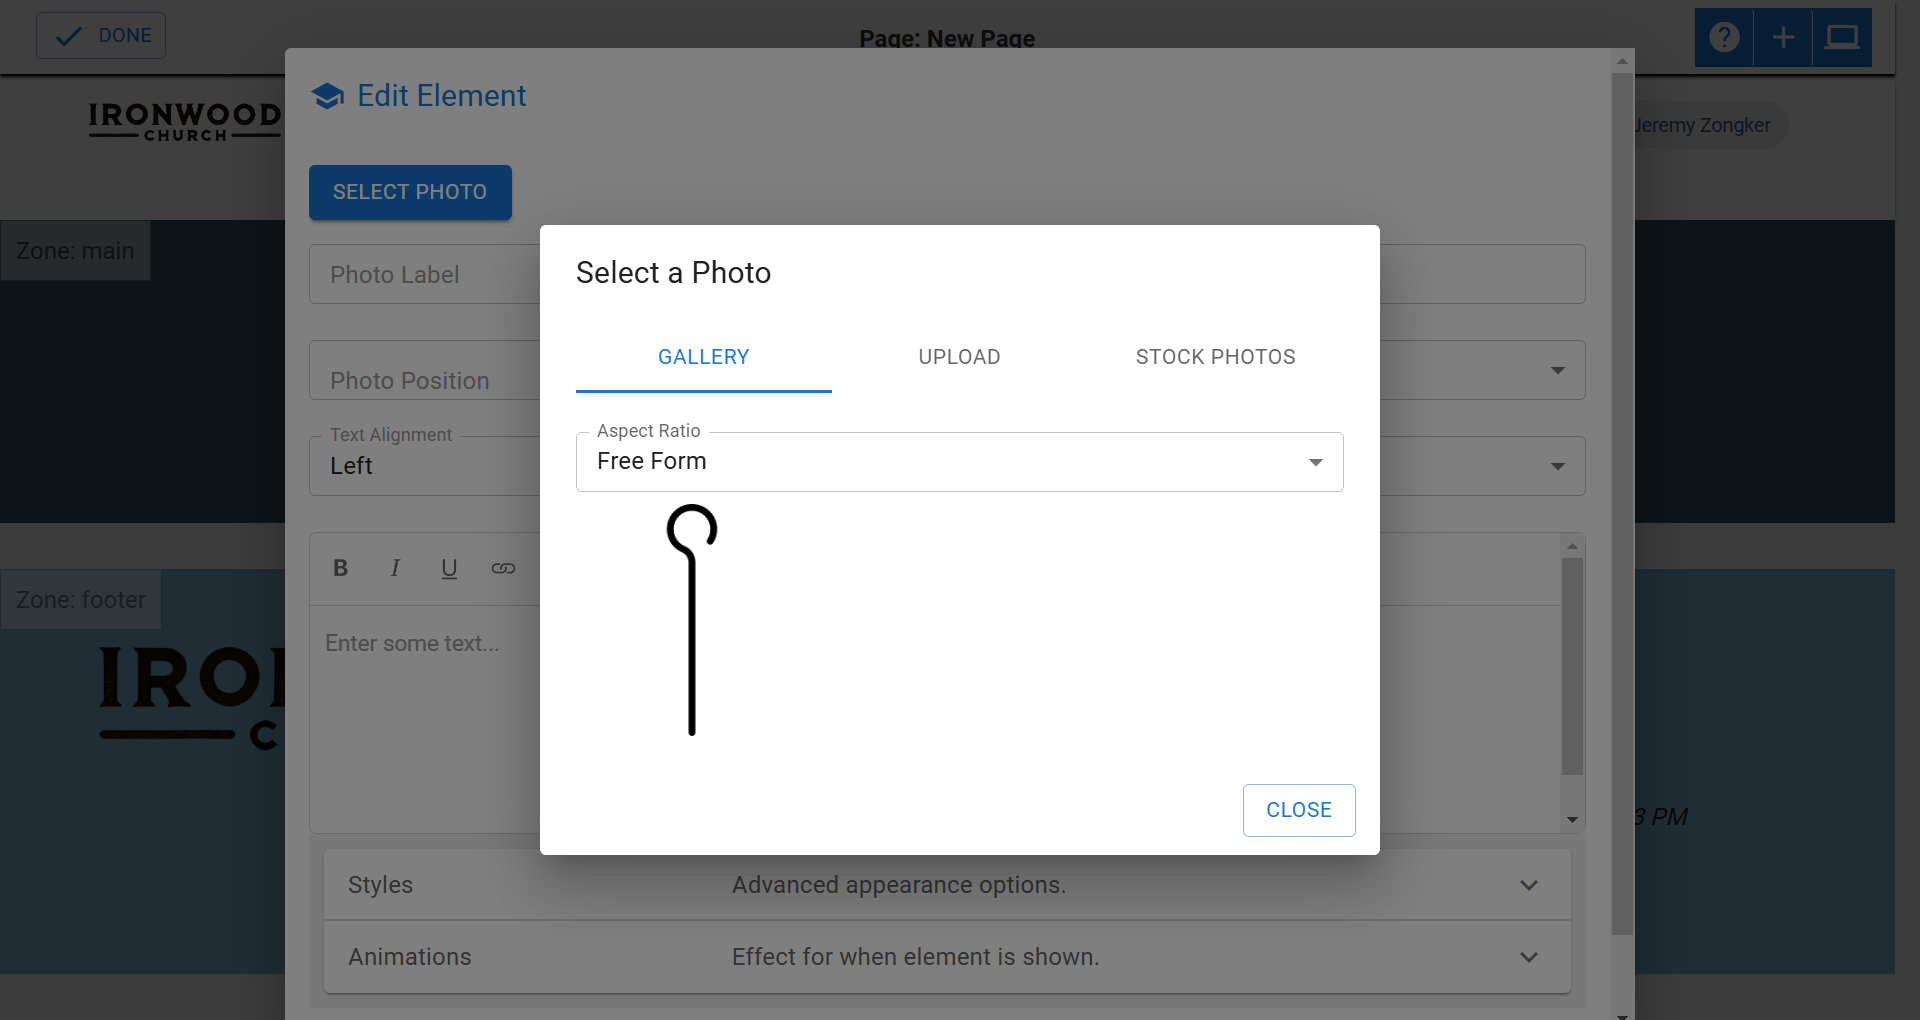 DONE
Page: New Page
IRONWOOD
CHURCH
Jeremy Zongker
Edit Element
SELECT PHOTO
Photo Label
Photo Position
Text Alignment
Left
B I U
Enter some text...
Styles
Advanced appearance options.
Animations
Effect for when element is shown.
Zone: main
Zone: footer
IRO
C
3 PM
Select a Photo
GALLERY
UPLOAD
STOCK PHOTOS
Aspect Ratio
Free Form
CLOSE